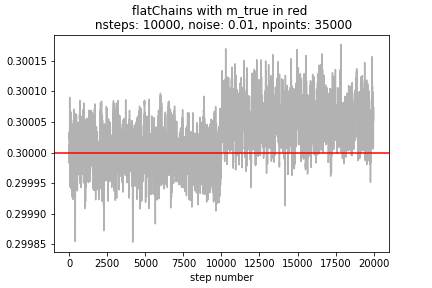 flatChains with m_true in red
nsteps: 10000, noise: 0.01, npoints: 35000
0.30015
0.30010
0.30005
0.30000
0.29995
0.29990
0.29985
0 2500 5000 7500 10000 12500 15000 17500 20000
step number